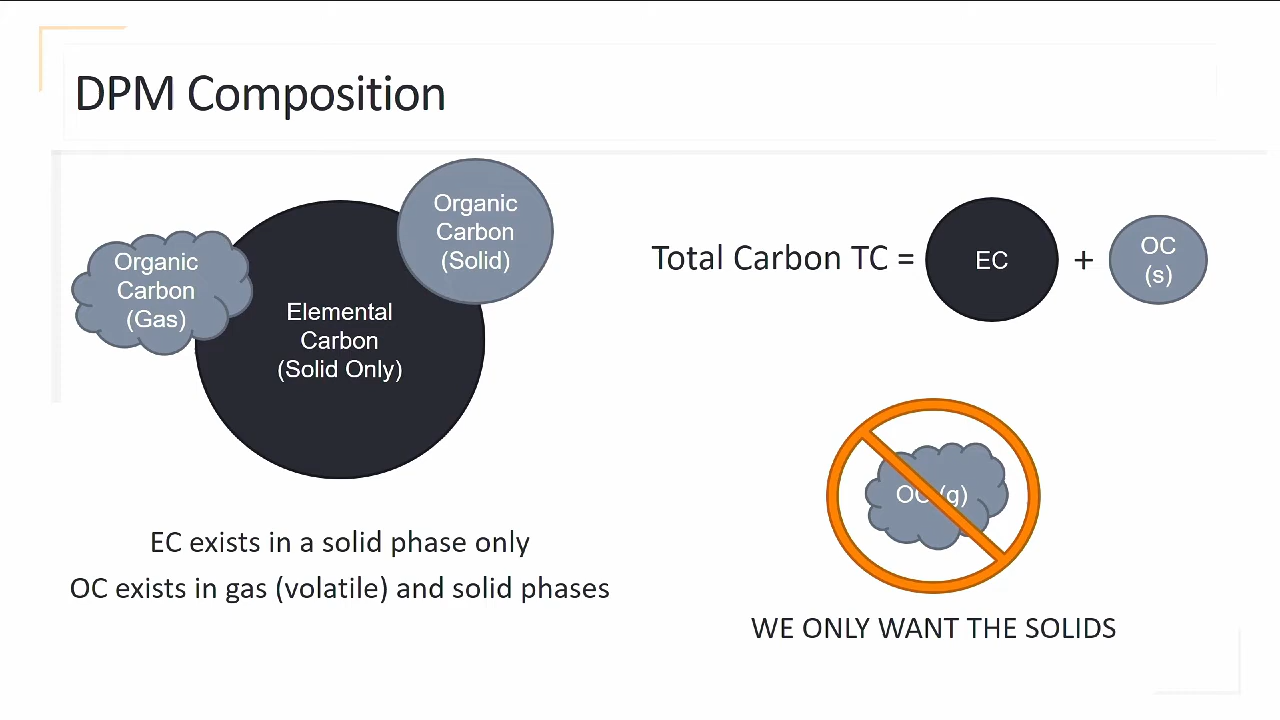 DPM Composition
Organic
Carbon
(Gas)
Organic
Carbon
(Solid)
Elemental
Carbon
(Solid Only)
EC exists in a solid phase only
OC exists in gas (volatile) and solid phases
Total Carbon TC = EC + OC
(s)
OC (g)
WE ONLY WANT THE SOLIDS